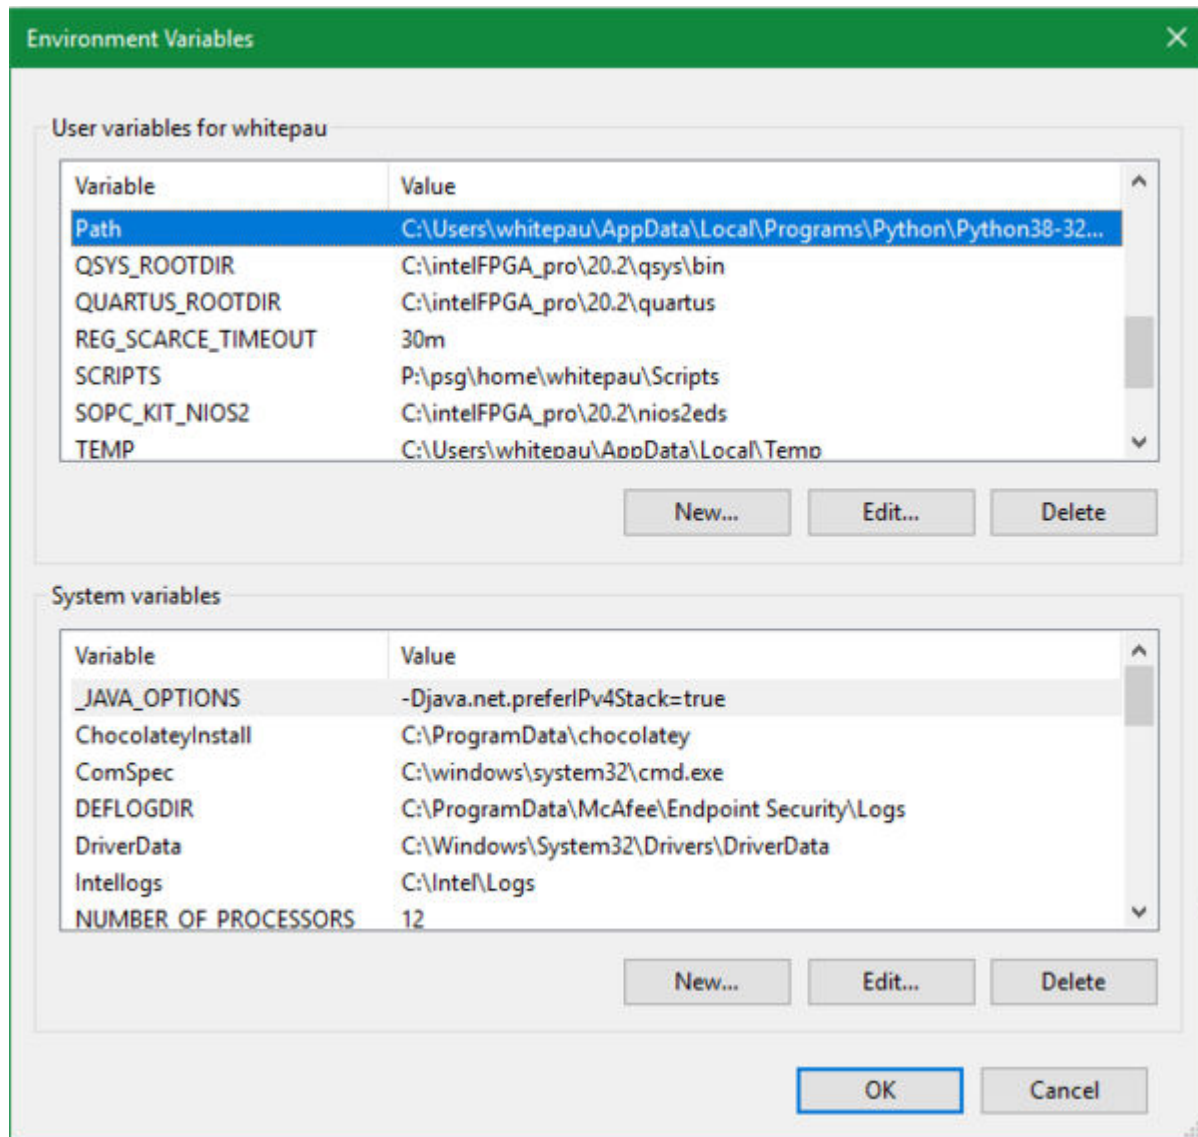 Environment Variables
User variables for whitepau
Variable Value
Path C:\Users\whitepau\AppData\Local\Programs\Python\Python38-32...
QSYS_ROOTDIR C:\intelFPGA_pro\20.2\qsys\bin
QUARTUS_ROOTDIR C:\intelFPGA_pro\20.2\quartus
REG_SCARCE_TIMEOUT 30m
SCRIPTS P:\psg\home\whitepau\Scripts
SOPC_KIT_NIOS2 C:\intelFPGA_pro\20.2\nios2eds
TEMP C:\Users\whitepau\AppData\Local\Temp
New... Edit... Delete
System variables
Variable Value
_JAVA_OPTIONS -Djava.net.preferIPv4Stack=true
ChocolateyInstall C:\ProgramData\chocolatey
ComSpec C:\windows\system32\cmd.exe
DEFLOGDIR C:\ProgramData\McAfee\Endpoint Security\Logs
DriverData C:\Windows\System32\Drivers\DriverData
Intellogs C:\Intel\Logs
NUMBER_OF_PROCESSORS 12
New... Edit... Delete
OK Cancel